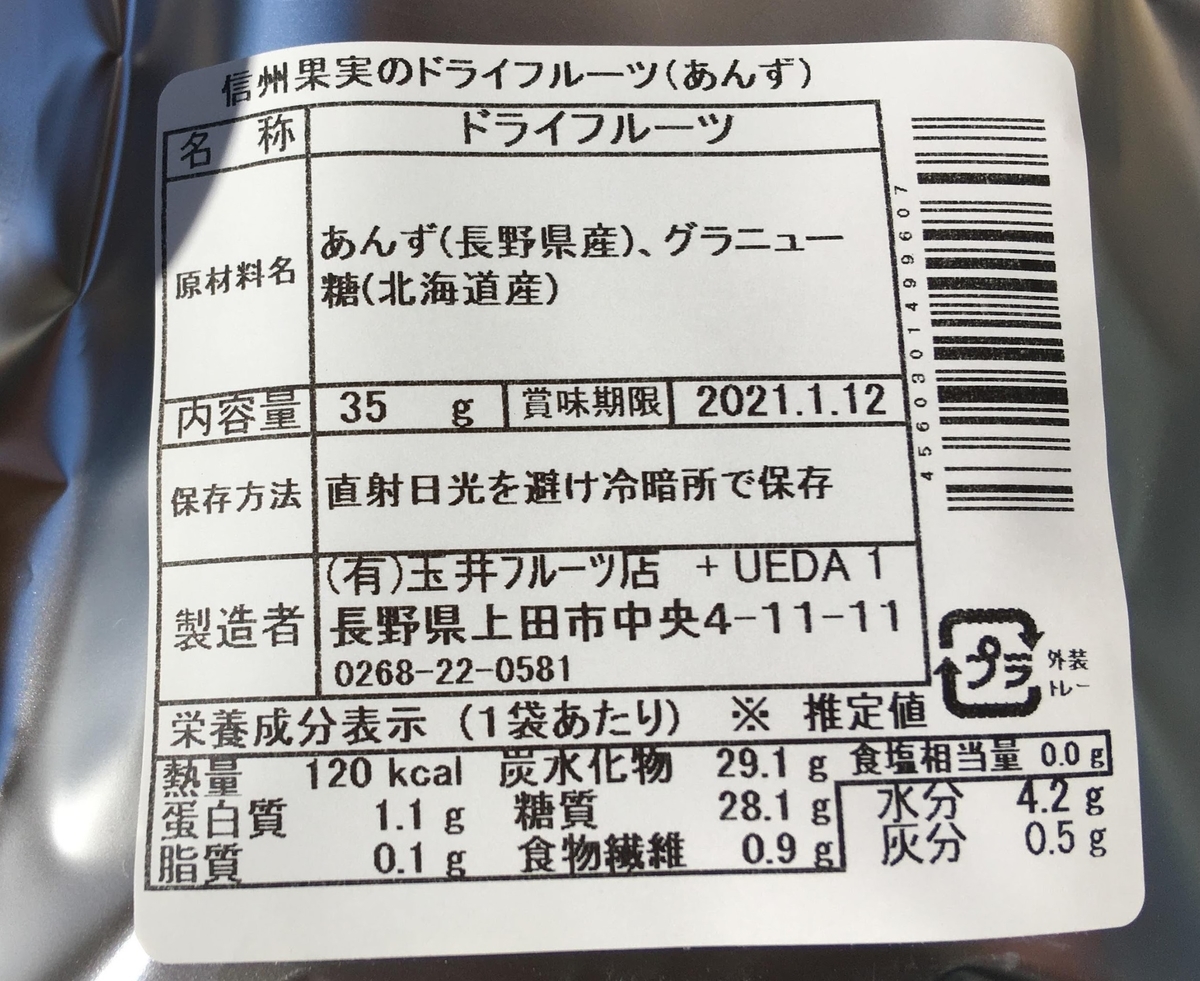 信州果実のドライフルーツ(あんず)
名 称 ドライフルーツ
原材料名 あんず(長野県産)、グラニュー
糖(北海道産)
内容量 35 g 賞味期限 2021.1.12
保存方法 直射日光を避け冷暗所で保存
製造者 (有)玉井フルーツ店 + UEDA 1
長野県上田市中央4-11-11
0268-22-0581
4560301499607
プラ 外装
トレー
栄養成分表示 (1袋あたり) ※ 推定値
熱量 120 kcal 炭水化物 29.1 g 食塩相当量 0.0 g
蛋白質 1.1 g 糖質 28.1 g 水分 4.2 g
脂質 0.1 g 食物繊維 0.9 g 灰分 0.5 g